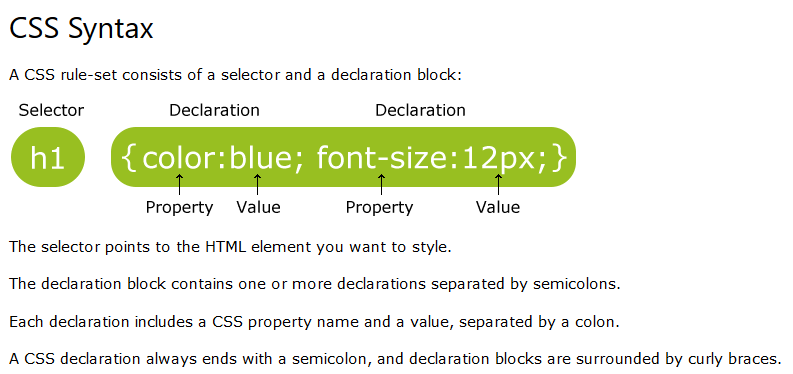 CSS Syntax
A CSS rule-set consists of a selector and a declaration block:
Selector Declaration Declaration
h1 {color:blue; font-size:12px;}
Property Value Property Value
The selector points to the HTML element you want to style.
The declaration block contains one or more declarations separated by semicolons.
Each declaration includes a CSS property name and a value, separated by a colon.
A CSS declaration always ends with a semicolon, and declaration blocks are surrounded by curly braces.